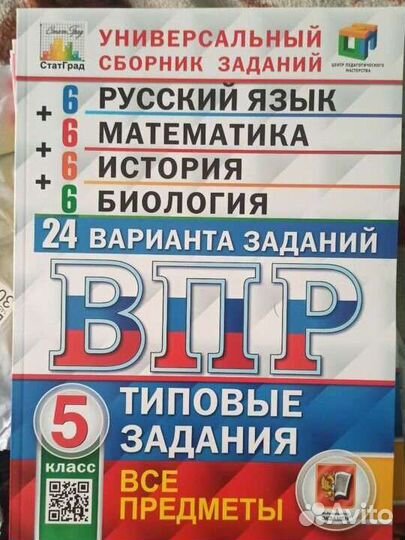 СтатГрад
УНИВЕРСАЛЬНЫЙ
СБОРНИК ЗАДАНИЙ
ЦЕНТР ПЕДАГОГИЧЕСКОГО
МАСТЕРСТВА
6 РУССКИЙ ЯЗЫК
+
6 МАТЕМАТИКА
+
6 ИСТОРИЯ
+
6 БИОЛОГИЯ
24 ВАРИАНТА ЗАДАНИЙ
ВПР
5
КЛАСС
ТИПОВЫЕ
ЗАДАНИЯ
ВСЕ
ПРЕДМЕТЫ
Avito